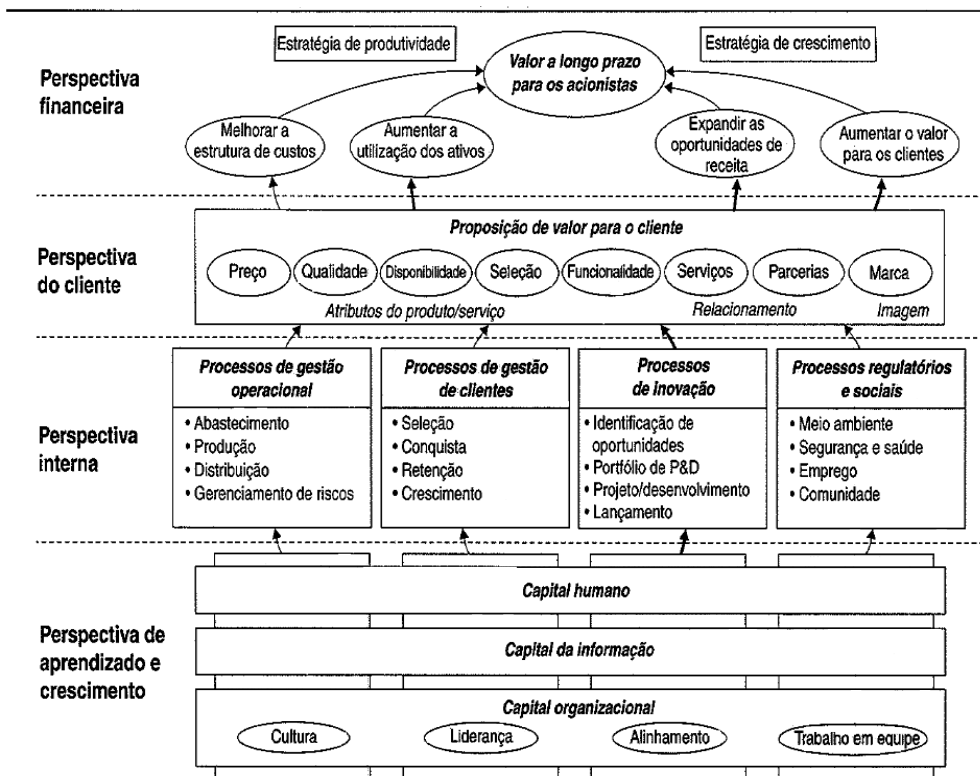 Estratégia de produtividade
Estratégia de crescimento
Valor a longo prazo
para os acionistas
Perspectiva
financeira
Melhorar a
estrutura de custos
Aumentar a
utilização dos ativos
Expandir as
oportunidades de
receita
Aumentar o valor
para os clientes
Proposição de valor para o cliente
Perspectiva
do cliente
Preço
Qualidade
Disponibilidade
Seleção
Funcionalidade
Serviços
Parcerias
Marca
Atributos do produto/serviço
Relacionamento
Imagem
Perspectiva
interna
Processos de gestão
operacional
• Abastecimento
• Produção
• Distribuição
• Gerenciamento de riscos
Processos de gestão
de clientes
• Seleção
• Conquista
• Retenção
• Crescimento
Processos
de inovação
• Identificação de
oportunidades
• Portfólio de P&D
• Projeto/desenvolvimento
• Lançamento
Processos regulatórios
e sociais
• Meio ambiente
• Segurança e saúde
• Emprego
• Comunidade
Perspectiva de
aprendizado e
crescimento
Capital humano
Capital da informação
Capital organizacional
Cultura
Liderança
Alinhamento
Trabalho em equipe